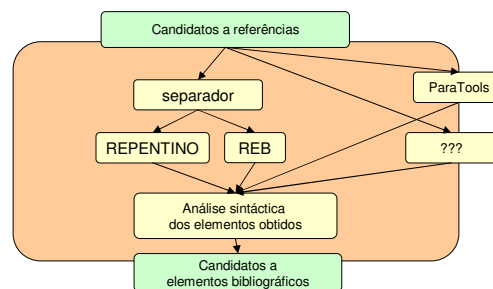 Candidatos a referências
ParaTools
separador
REPENTINO
REB
???
Análise sintáctica
dos elementos obtidos
Candidatos a
elementos bibliográficos